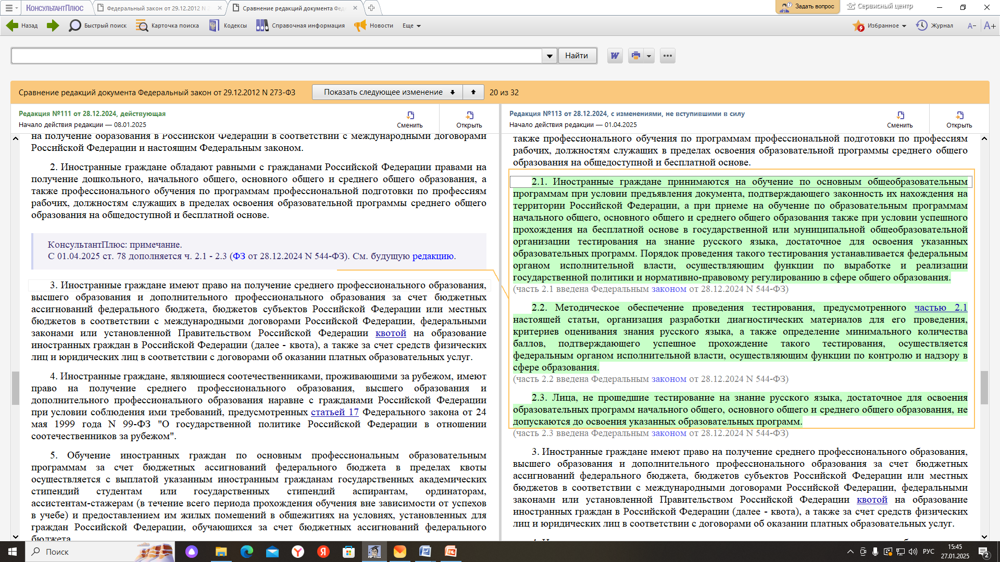 КонсультантПлюс
Федеральный закон от 29.12.2012 N
Сравнение редакций документа Фед
Задать вопрос
Сервисный центр
Назад
Быстрый поиск
Карточка поиска
Кодексы
Справочная информация
Новости
Еще
Избранное
Журнал
A−
A+
Найти
W
Сравнение редакций документа Федеральный закон от 29.12.2012 N 273-ФЗ
Показать следующее изменение
20 из 32
Редакция №111 от 28.12.2024, действующая
Начало действия редакции — 08.01.2025
Сменить
Открыть
на получение образования в Российской Федерации в соответствии с международными договорами
Российской Федерации и настоящим Федеральным законом.
2. Иностранные граждане обладают равными с гражданами Российской Федерации правами на
получение дошкольного, начального общего, основного общего и среднего общего образования, а
также профессионального обучения по программам профессиональной подготовки по профессиям
рабочих, должностям служащих в пределах освоения образовательной программы среднего общего
образования на общедоступной и бесплатной основе.
КонсультантПлюс: примечание.
С 01.04.2025 ст. 78 дополняется ч. 2.1 - 2.3 (ФЗ от 28.12.2024 N 544-ФЗ). См. будущую редакцию.
3. Иностранные граждане имеют право на получение среднего профессионального образования,
высшего образования и дополнительного профессионального образования за счет бюджетных
ассигнований федерального бюджета, бюджетов субъектов Российской Федерации или местных
бюджетов в соответствии с международными договорами Российской Федерации, федеральными
законами или установленной Правительством Российской Федерации квотой на образование
иностранных граждан в Российской Федерации (далее - квота), а также за счет средств физических
лиц и юридических лиц в соответствии с договорами об оказании платных образовательных услуг.
4. Иностранные граждане, являющиеся соотечественниками, проживающими за рубежом, имеют
право на получение среднего профессионального образования, высшего образования и
дополнительного профессионального образования наравне с гражданами Российской Федерации
при условии соблюдения ими требований, предусмотренных статьей 17 Федерального закона от 24
мая 1999 года N 99-ФЗ "О государственной политике Российской Федерации в отношении
соотечественников за рубежом".
5. Обучение иностранных граждан по основным профессиональным образовательным
программам за счет бюджетных ассигнований федерального бюджета в пределах квоты
осуществляется с выплатой указанным иностранным гражданам государственных академических
стипендий студентам или государственных стипендий аспирантам, ординаторам,
ассистентам-стажерам (в течение всего периода прохождения обучения вне зависимости от успехов
в учебе) и предоставлением им жилых помещений в общежитиях на условиях, установленных для
граждан Российской Федерации, обучающихся за счет бюджетных ассигнований федерального
бюджета
Редакция №113 от 28.12.2024, с изменениями, не вступившими в силу
Начало действия редакции — 01.04.2025
Сменить
Открыть
также профессионального обучения по программам профессиональной подготовки по профессиям
рабочих, должностям служащих в пределах освоения образовательной программы среднего общего
образования на общедоступной и бесплатной основе.
2.1. Иностранные граждане принимаются на обучение по основным общеобразовательным
программам при условии предъявления документа, подтверждающего законность их нахождения на
территории Российской Федерации, а при приеме на обучение по образовательным программам
начального общего, основного общего и среднего общего образования также при условии успешного
прохождения на бесплатной основе в государственной или муниципальной общеобразовательной
организации тестирования на знание русского языка, достаточное для освоения указанных
образовательных программ. Порядок проведения такого тестирования устанавливается федеральным
органом исполнительной власти, осуществляющим функции по выработке и реализации
государственной политики и нормативно-правовому регулированию в сфере общего образования.
(часть 2.1 введена Федеральным законом от 28.12.2024 N 544-ФЗ)
2.2. Методическое обеспечение проведения тестирования, предусмотренного частью 2.1
настоящей статьи, организация разработки диагностических материалов для его проведения,
критериев оценивания знания русского языка, а также определение минимального количества
баллов, подтверждающего успешное прохождение такого тестирования, осуществляется
федеральным органом исполнительной власти, осуществляющим функции по контролю и надзору в
сфере образования.
(часть 2.2 введена Федеральным законом от 28.12.2024 N 544-ФЗ)
2.3. Лица, не прошедшие тестирование на знание русского языка, достаточное для освоения
образовательных программ начального общего, основного общего и среднего общего образования, не
допускаются до освоения указанных образовательных программ.
(часть 2.3 введена Федеральным законом от 28.12.2024 N 544-ФЗ)
3. Иностранные граждане имеют право на получение среднего профессионального образования,
высшего образования и дополнительного профессионального образования за счет бюджетных
ассигнований федерального бюджета, бюджетов субъектов Российской Федерации или местных
бюджетов в соответствии с международными договорами Российской Федерации, федеральными
законами или установленной Правительством Российской Федерации квотой на образование
иностранных граждан в Российской Федерации (далее - квота), а также за счет средств физических
лиц и юридических лиц в соответствии с договорами об оказании платных образовательных услуг.
Поиск
РУС
15:45
27.01.2025
2